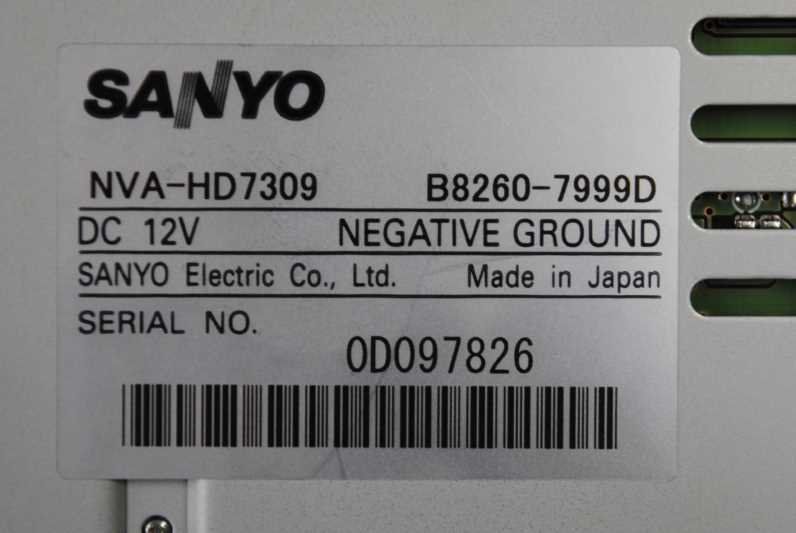 SANYO
NVA-HD7309 B8260-7999D
DC 12V NEGATIVE GROUND
SANYO Electric Co., Ltd. Made in Japan
SERIAL NO.
0D097826